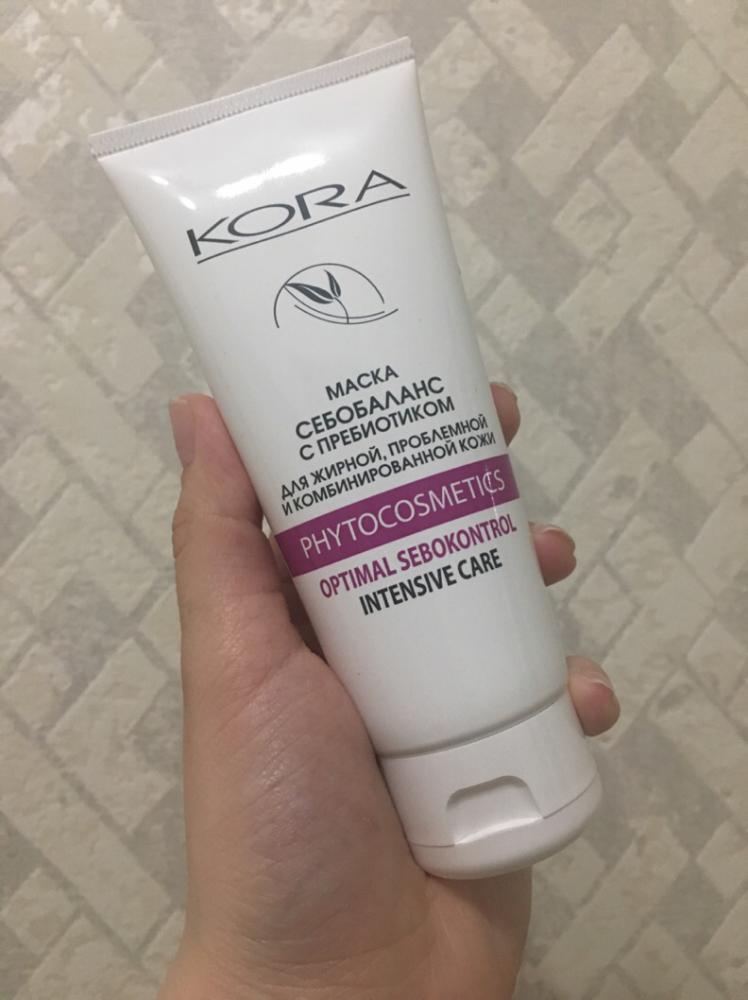 KORA
МАСКА
СЕБОБАЛАНС
С ПРЕБИОТИКОМ
ДЛЯ ЖИРНОЙ, ПРОБЛЕМНОЙ
И КОМБИНИРОВАННОЙ КОЖИ
PHYTOCOSMETICS
OPTIMAL SEBOKONTROL
INTENSIVE CARE